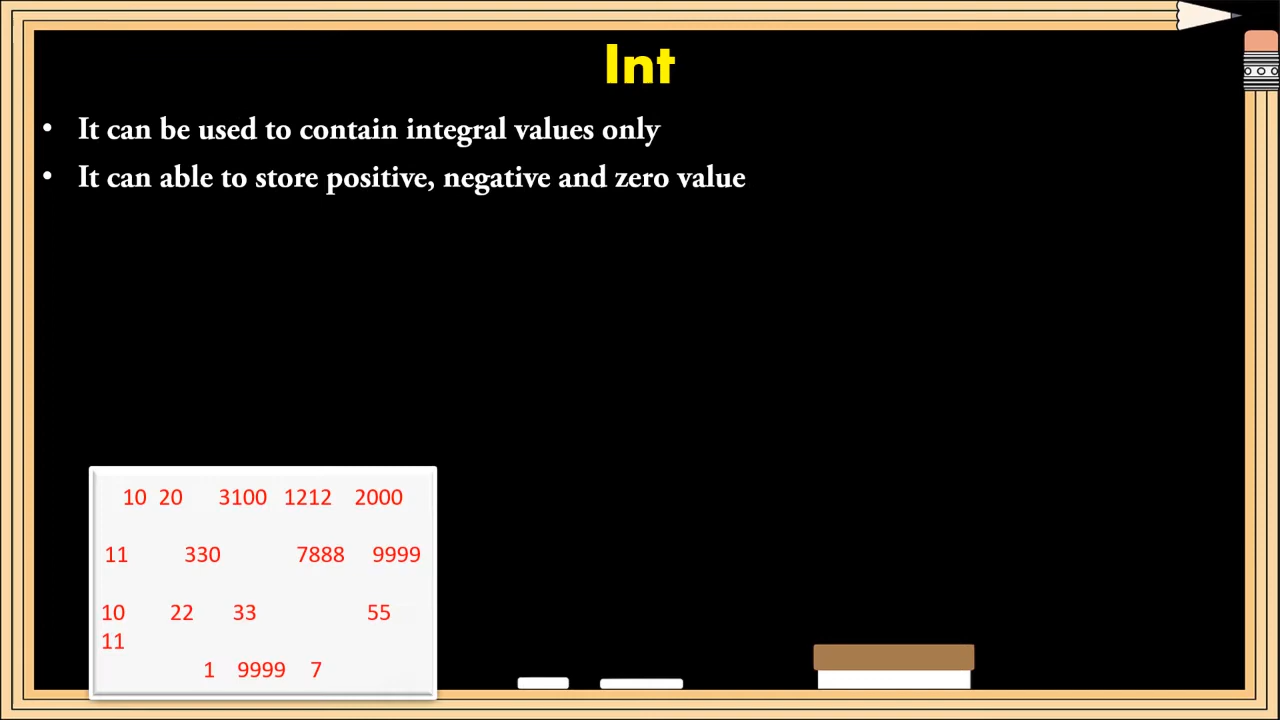 Int
• It can be used to contain integral values only
• It can able to store positive, negative and zero value
10 20 3100 1212 2000
11 330 7888 9999
10 22 33 55
11
1 9999 7